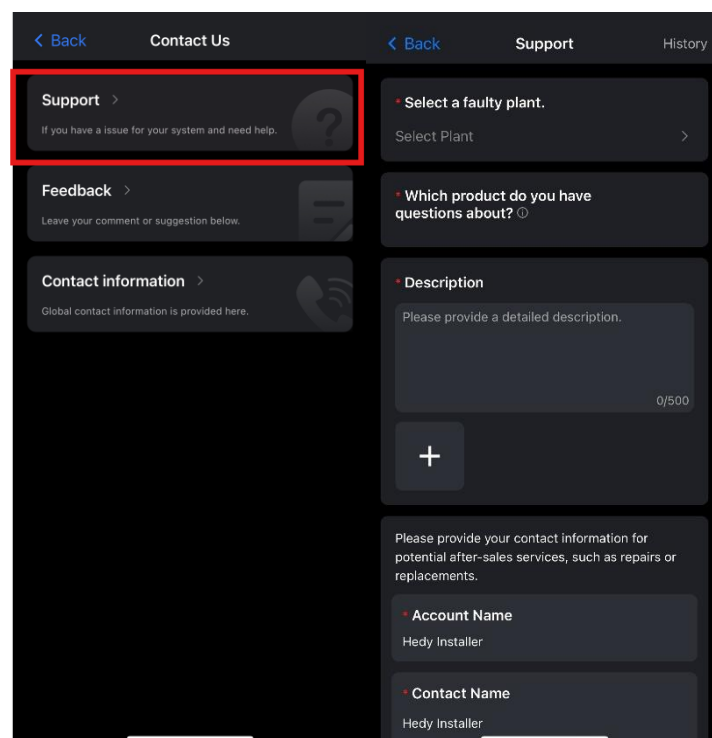 Back
Contact Us
Support
If you have a issue for your system and need help.
?
Feedback
Leave your comment or suggestion below.
Contact information
Global contact information is provided here.
Back
Support
History
* Select a faulty plant.
Select Plant
* Which product do you have
questions about?
* Description
Please provide a detailed description.
0/500
+
Please provide your contact information for
potential after-sales services, such as repairs or
replacements.
* Account Name
Hedy Installer
* Contact Name
Hedy Installer